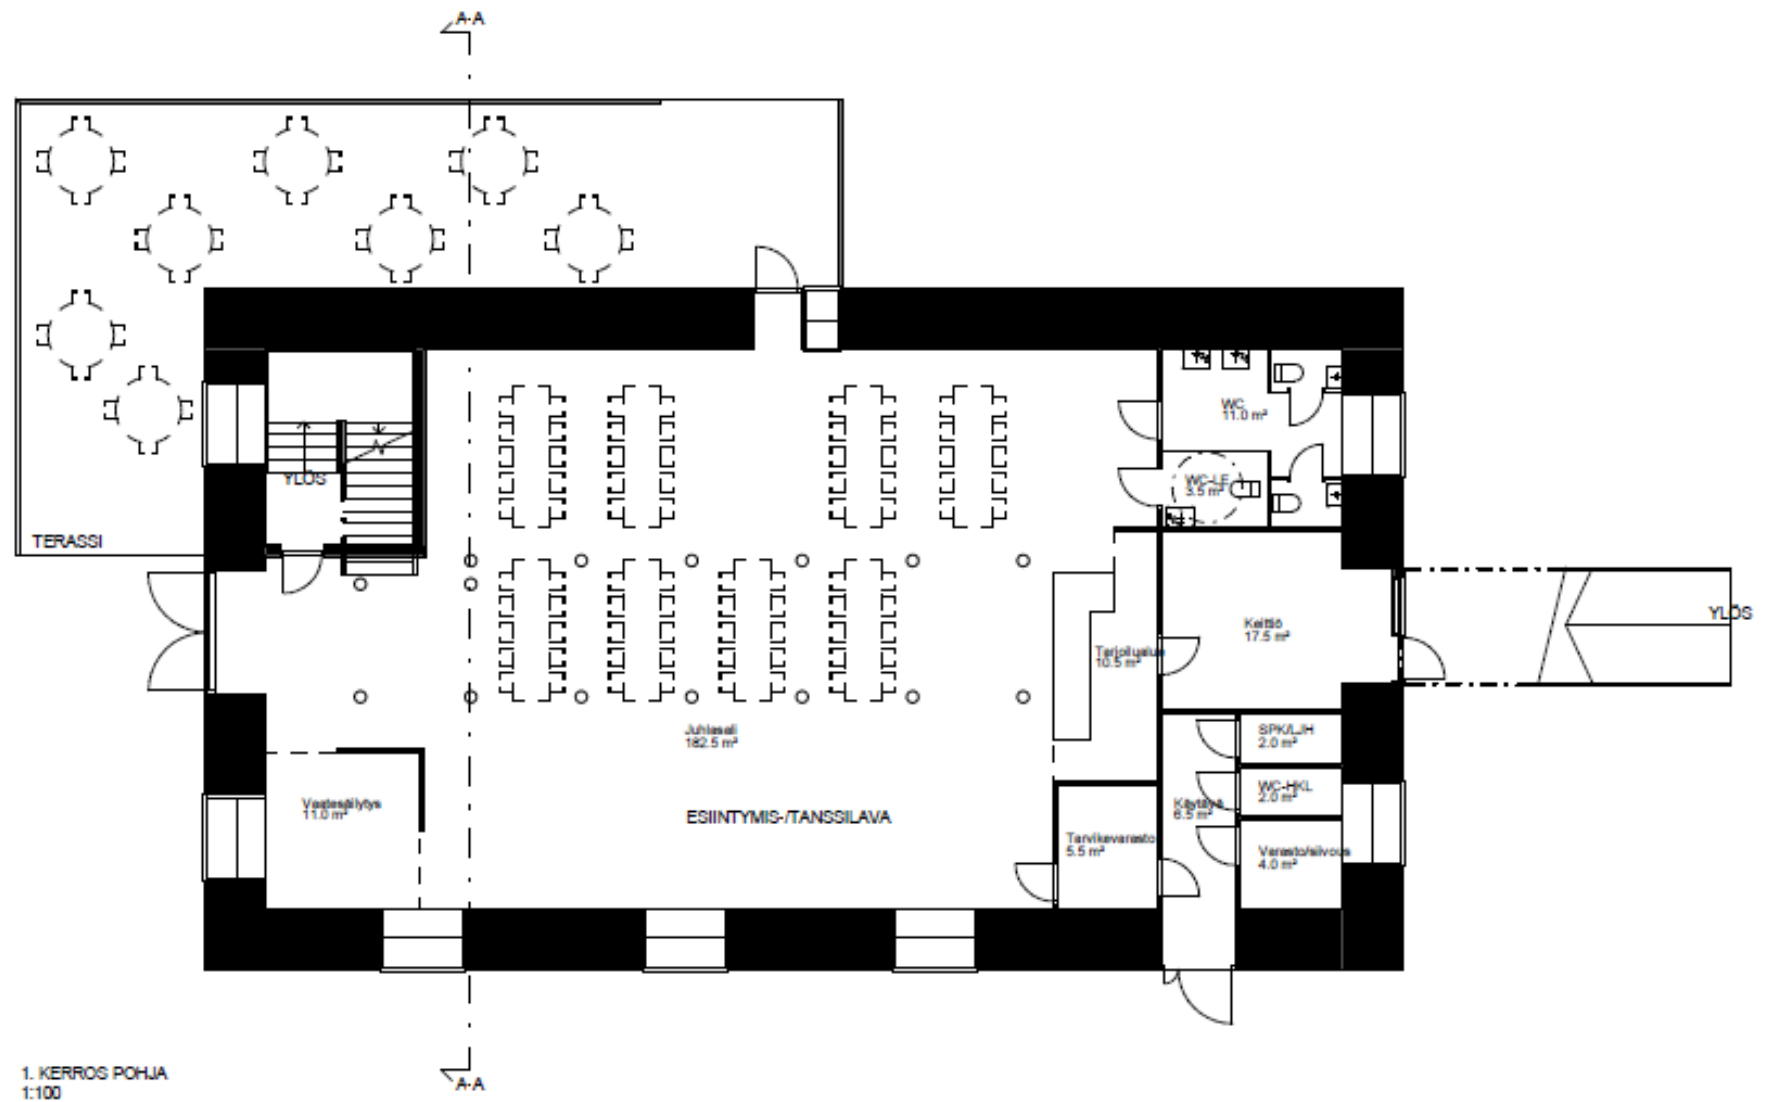 A-A
TERASSI
YLÖS
WC
11.0 m²
WC-LE
3.5 m²
Keittiö
17.5 m²
YLÖS
Tarjoilualue
10.5 m²
Juhlasali
182.5 m²
SPK/LJH
2.0 m²
WC-HKL
2.0 m²
Vaatesäilytys
11.0 m²
Käytävä
6.5 m²
ESIINTYMIS-/TANSSILAVA
Tarvikevarasto
5.5 m²
Varasto/siivous
4.0 m²
1. KERROS POHJA
1:100
A-A